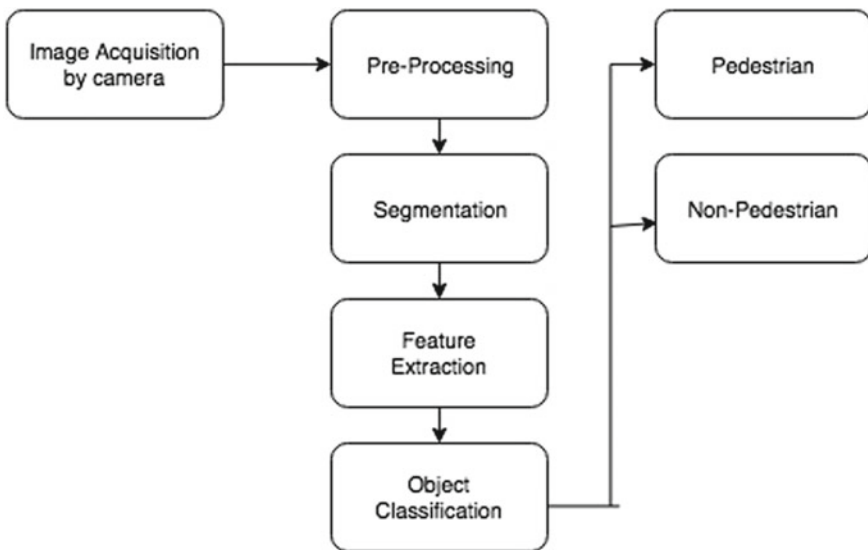 Image Acquisition
by camera
Pre-Processing
Segmentation
Feature
Extraction
Object
Classification
Pedestrian
Non-Pedestrian